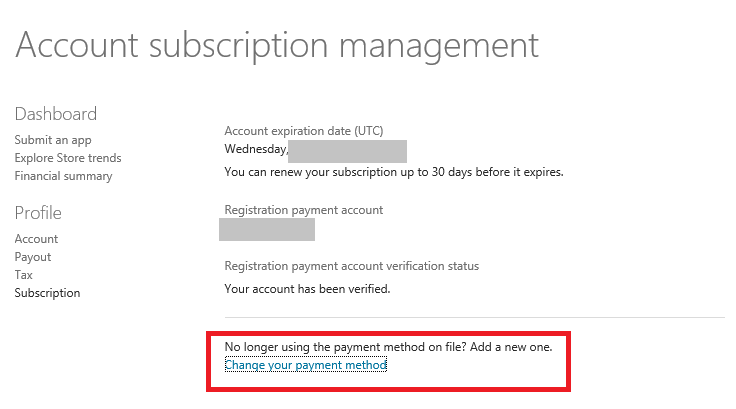 Account subscription management
Dashboard
Submit an app
Explore Store trends
Financial summary
Profile
Account
Payout
Tax
Subscription
Account expiration date (UTC)
Wednesday,
You can renew your subscription up to 30 days before it expires.
Registration payment account
Registration payment account verification status
Your account has been verified.
No longer using the payment method on file? Add a new one.
Change your payment method